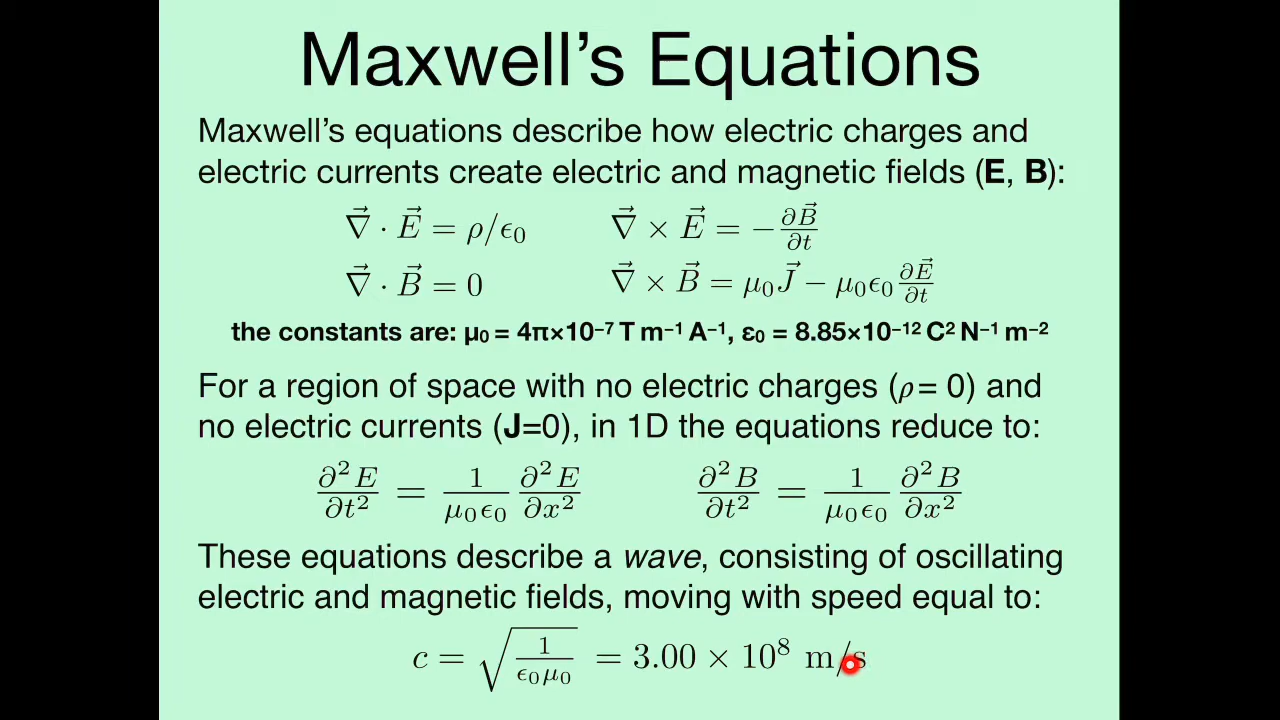 Maxwell's Equations
Maxwell's equations describe how electric charges and
electric currents create electric and magnetic fields (E, B):
∇⃗ · E⃗ = ρ/ϵ₀    ∇⃗ × E⃗ = −∂B⃗/∂t
∇⃗ · B⃗ = 0    ∇⃗ × B⃗ = μ₀J⃗ − μ₀ϵ₀ ∂E⃗/∂t
the constants are: μ₀ = 4π×10⁻⁷ T m⁻¹ A⁻¹, ε₀ = 8.85×10⁻¹² C² N⁻¹ m⁻²
For a region of space with no electric charges (ρ = 0) and
no electric currents (J=0), in 1D the equations reduce to:
∂²E/∂t² = 1/(μ₀ϵ₀) ∂²E/∂x²    ∂²B/∂t² = 1/(μ₀ϵ₀) ∂²B/∂x²
These equations describe a wave, consisting of oscillating
electric and magnetic fields, moving with speed equal to:
c = √(1/(ϵ₀μ₀)) = 3.00 × 10⁸ m/s